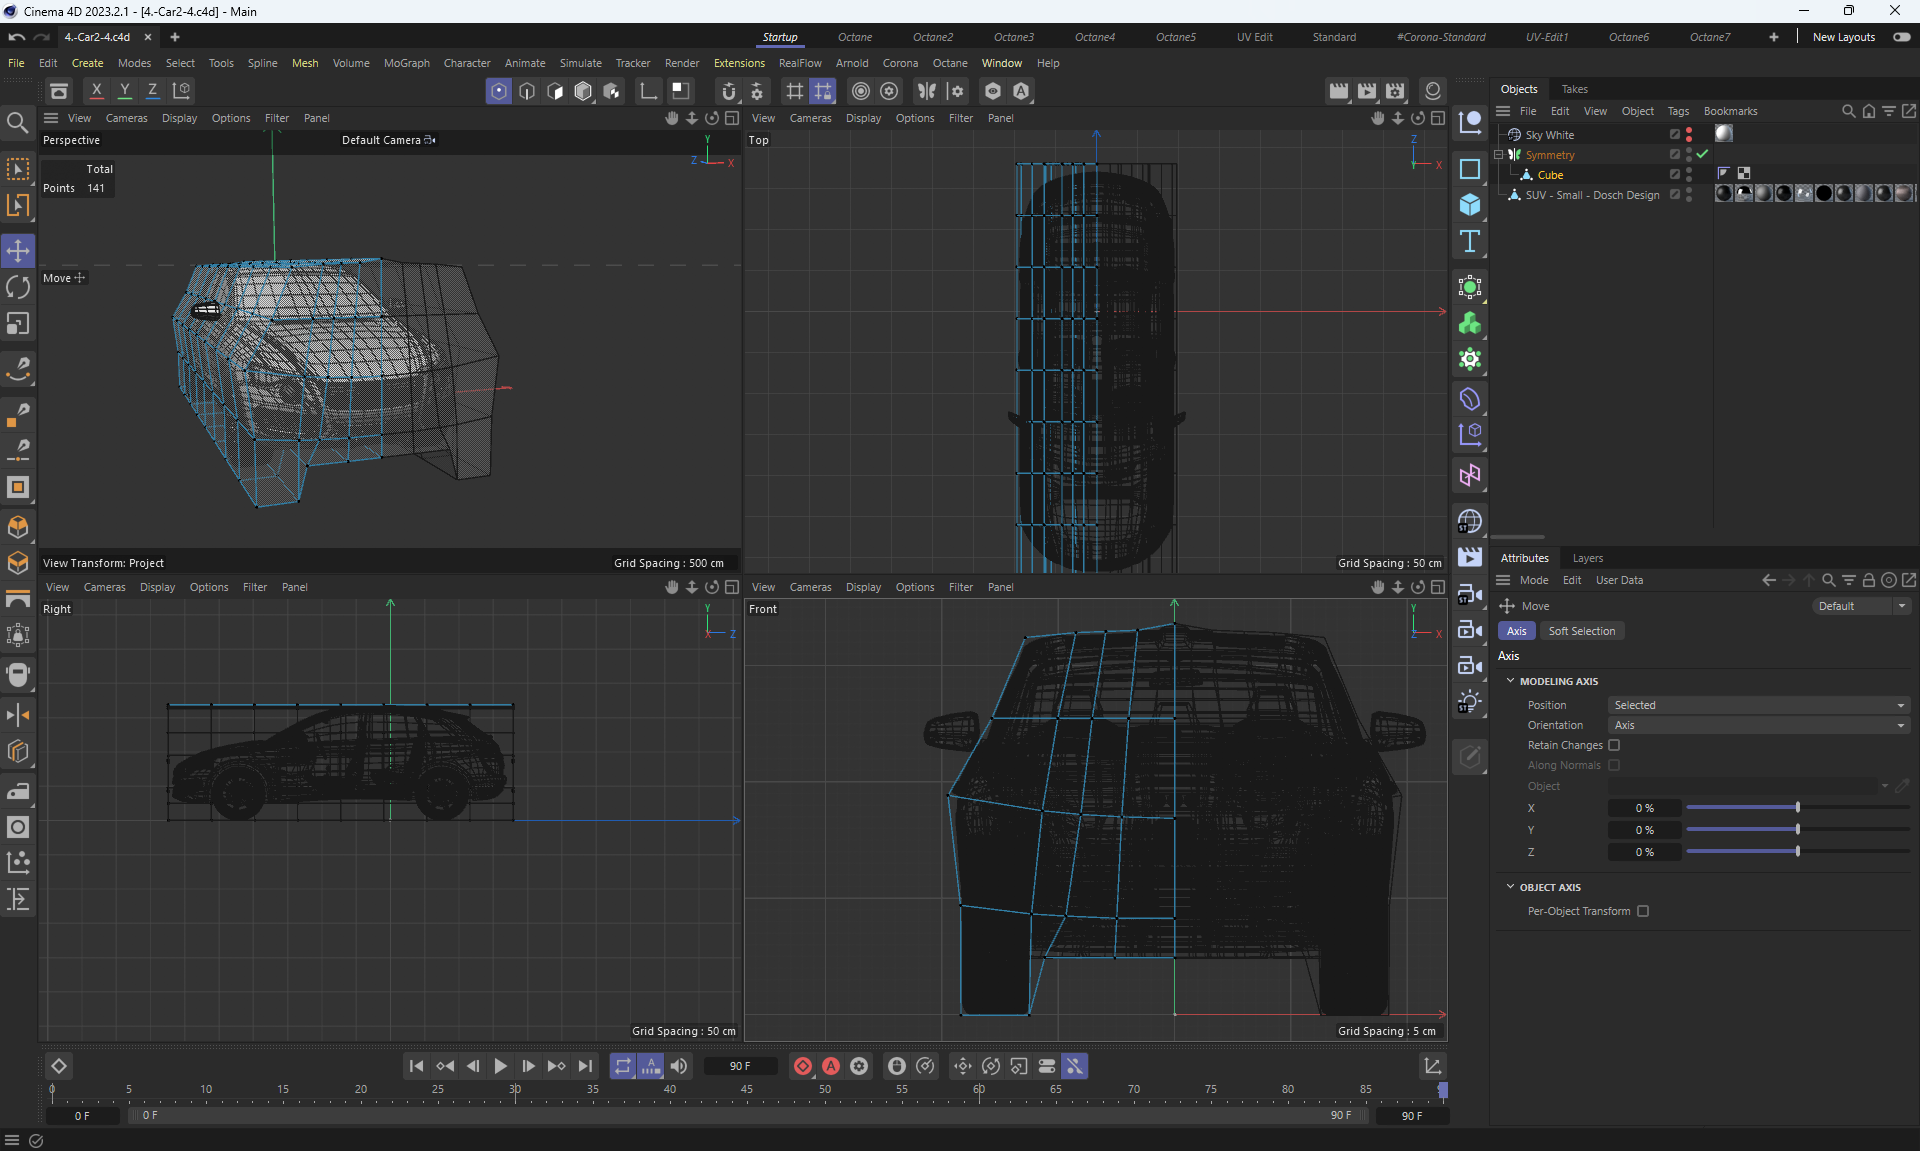 Cinema 4D 2023.2.1 - [4.-Car2-4.c4d] - Main
4.-Car2-4.c4d
Startup Octane Octane2 Octane3 Octane4 Octane5 UV Edit Standard #Corona-Standard UV-Edit1 Octane6 Octane7 New Layouts
File Edit Create Modes Select Tools Spline Mesh Volume MoGraph Character Animate Simulate Tracker Render Extensions RealFlow Arnold Corona Octane Window Help
X Y Z
Objects Takes
File Edit View Object Tags Bookmarks
View Cameras Display Options Filter Panel
View Cameras Display Options Filter Panel
Perspective
Default Camera
Y
Z X
Total
Points 141
Move
View Transform: Project
Grid Spacing : 500 cm
Top
Z
Y X
Grid Spacing : 50 cm
Sky White
Symmetry
Cube
SUV - Small - Dosch Design
ST
ST
ST
View Cameras Display Options Filter Panel
View Cameras Display Options Filter Panel
Right
Y
X Z
Grid Spacing : 50 cm
Front
Y
Z X
Grid Spacing : 5 cm
Attributes Layers
Mode Edit User Data
Move
Default
Axis Soft Selection
Axis
MODELING AXIS
Position Selected
Orientation Axis
Retain Changes
Along Normals
Object
X 0 %
Y 0 %
Z 0 %
OBJECT AXIS
Per-Object Transform
90 F
0 5 10 15 20 25 30 35 40 45 50 55 60 65 70 75 80 85
0 F 0 F 90 F 90 F